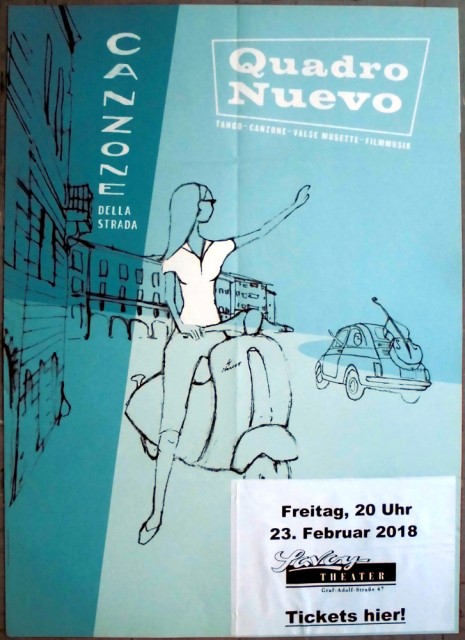 CANZONE
DELLA
STRADA
Quadro
Nuevo
TANGO-CANZONE-VALSE MUSETTE-FILMMUSIK
Freitag, 20 Uhr
23. Februar 2018
Savoy
THEATER
Graf-Adolf-Straße 47
Tickets hier!